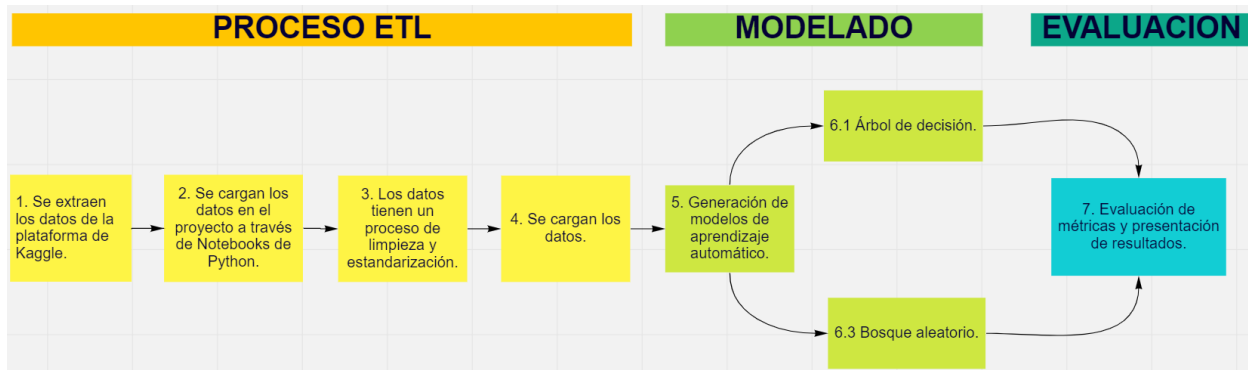 PROCESO ETL
MODELADO
EVALUACION
1. Se extraen
los datos de la
plataforma de
Kaggle.
2. Se cargan los
datos en el
proyecto a través
de Notebooks de
Python.
3. Los datos
tienen un
proceso de
limpieza y
estandarización.
4. Se cargan los
datos.
5. Generación de
modelos de
aprendizaje
automático.
6.1 Árbol de decisión.
6.3 Bosque aleatorio.
7. Evaluación de
métricas y presentación
de resultados.